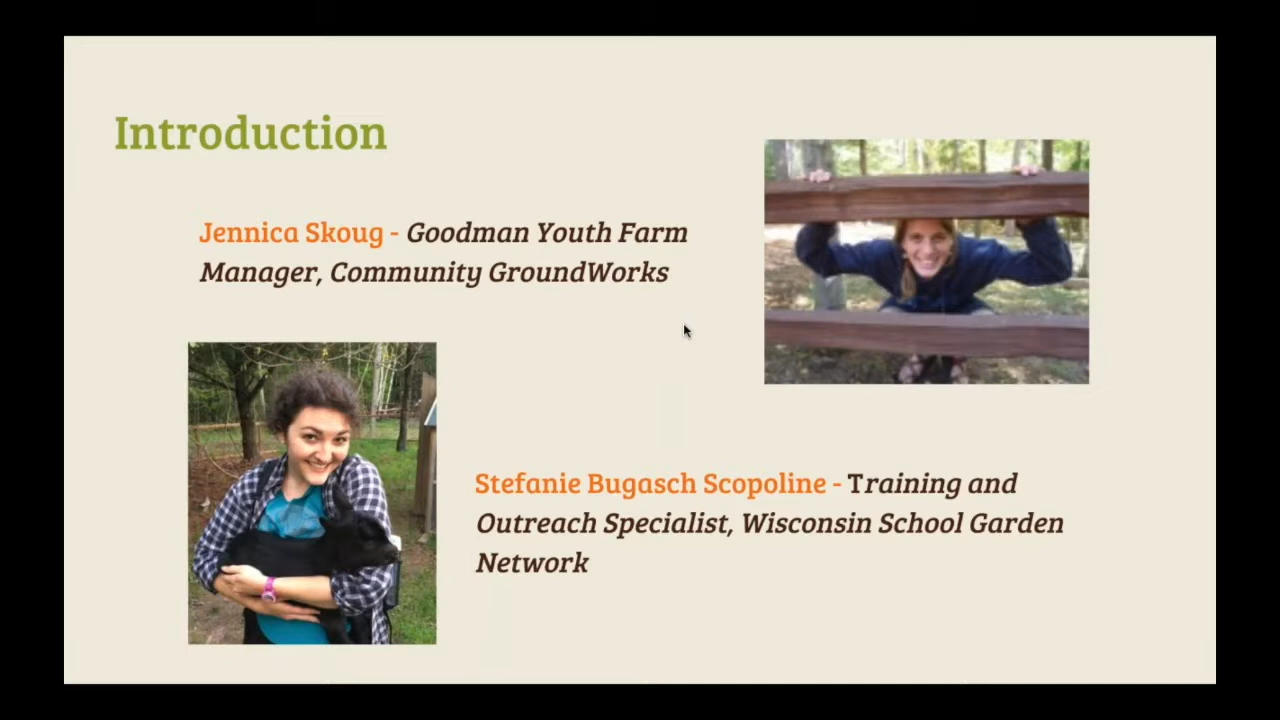 Introduction
Jennica Skoug - Goodman Youth Farm
Manager, Community GroundWorks
Stefanie Bugasch Scopoline - Training and
Outreach Specialist, Wisconsin School Garden
Network